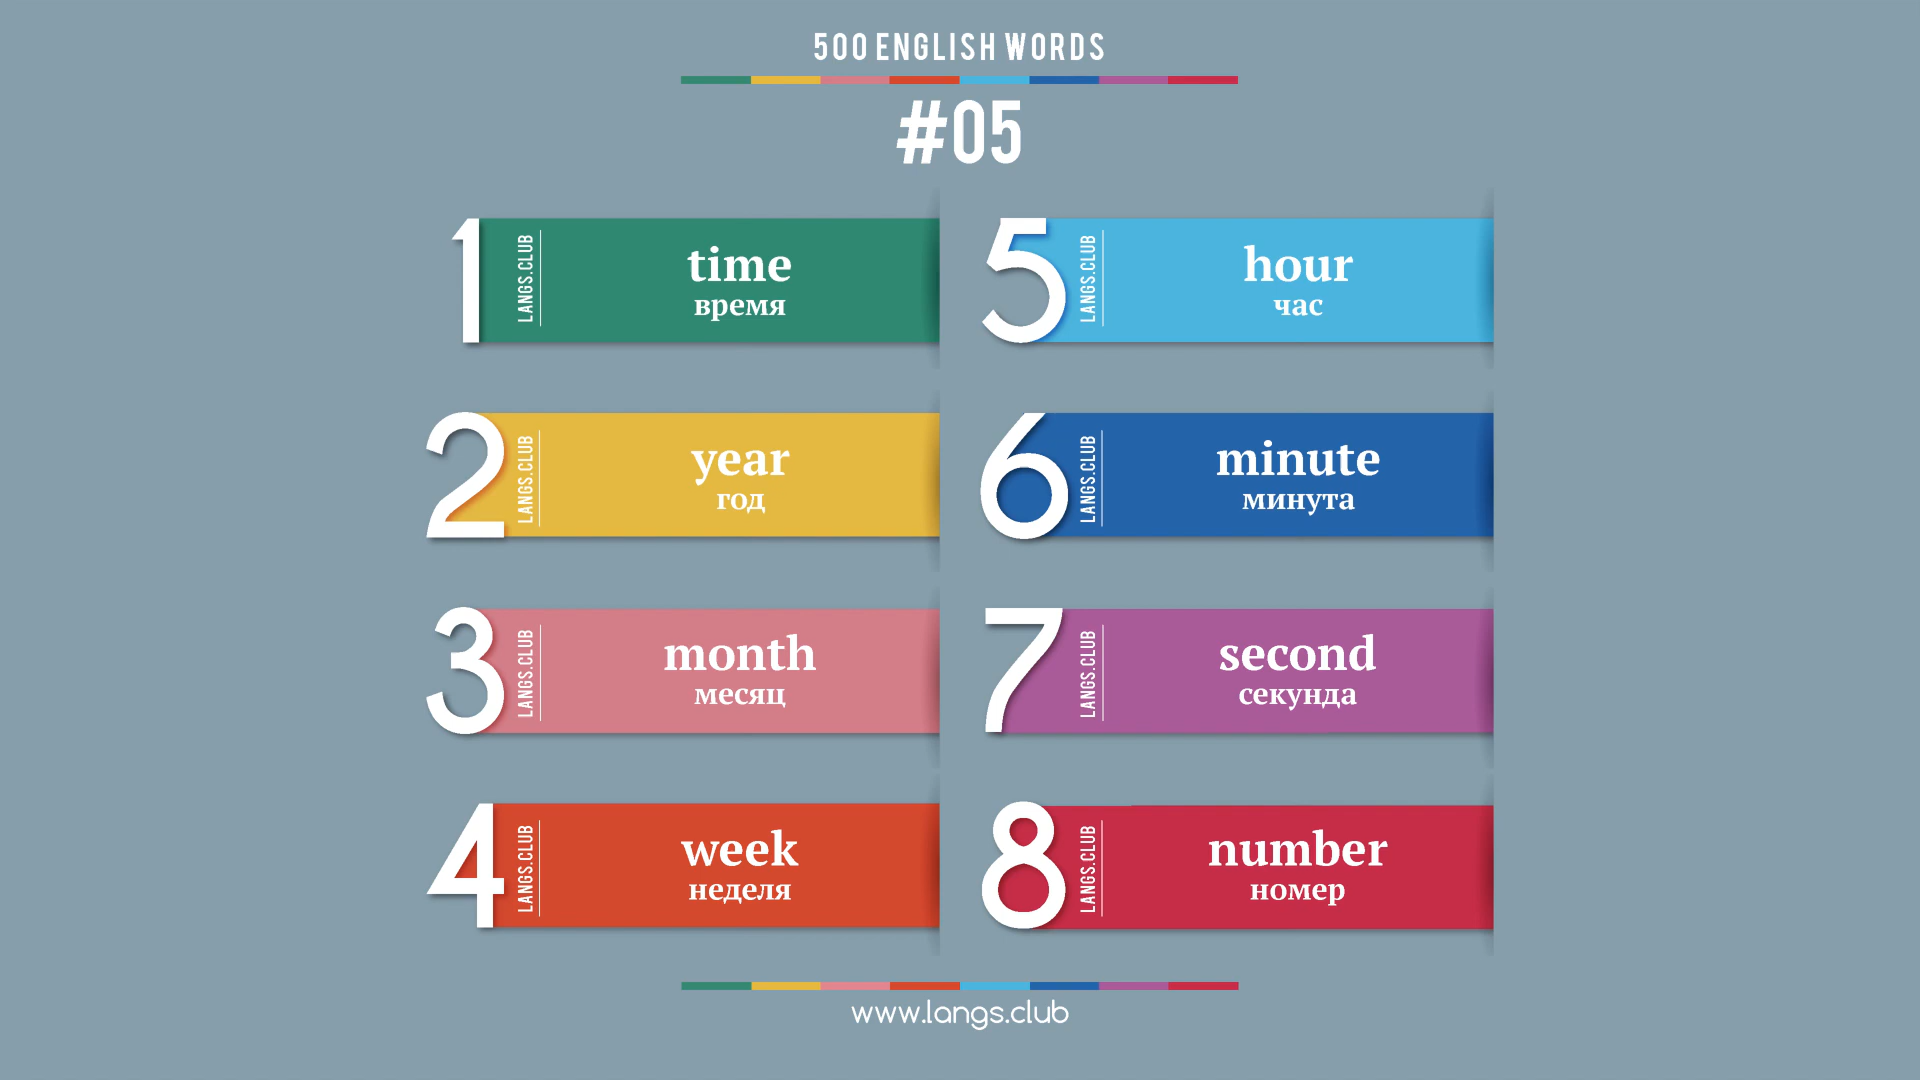 500 ENGLISH WORDS
#05
1
LANGS.CLUB
time
время
2
LANGS.CLUB
year
год
3
LANGS.CLUB
month
месяц
4
LANGS.CLUB
week
неделя
5
LANGS.CLUB
hour
час
6
LANGS.CLUB
minute
минута
7
LANGS.CLUB
second
секунда
8
LANGS.CLUB
number
номер
www.langs.club